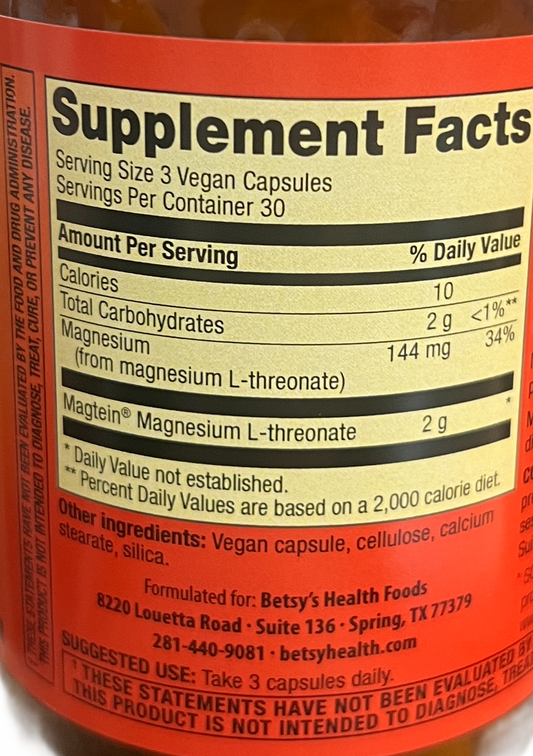 THESE STATEMENTS HAVE NOT BEEN EVALUATED BY THE FOOD AND DRUG ADMINISTRATION.
THIS PRODUCT IS NOT INTENDED TO DIAGNOSE, TREAT, CURE, OR PREVENT ANY DISEASE.
Supplement Facts
Serving Size 3 Vegan Capsules
Servings Per Container 30
Amount Per Serving % Daily Value
Calories 10
Total Carbohydrates 2 g <1%**
Magnesium 144 mg 34%
(from magnesium L-threonate)
Magtein® Magnesium L-threonate 2 g *
* Daily Value not established.
** Percent Daily Values are based on a 2,000 calorie diet.
Other ingredients: Vegan capsule, cellulose, calcium
stearate, silica.
Formulated for: Betsy's Health Foods
8220 Louetta Road · Suite 136 · Spring, TX 77379
281-440-9081 · betsyhealth.com
SUGGESTED USE: Take 3 capsules daily.
† THESE STATEMENTS HAVE NOT BEEN EVALUATED BY
THIS PRODUCT IS NOT INTENDED TO DIAGNOSE,